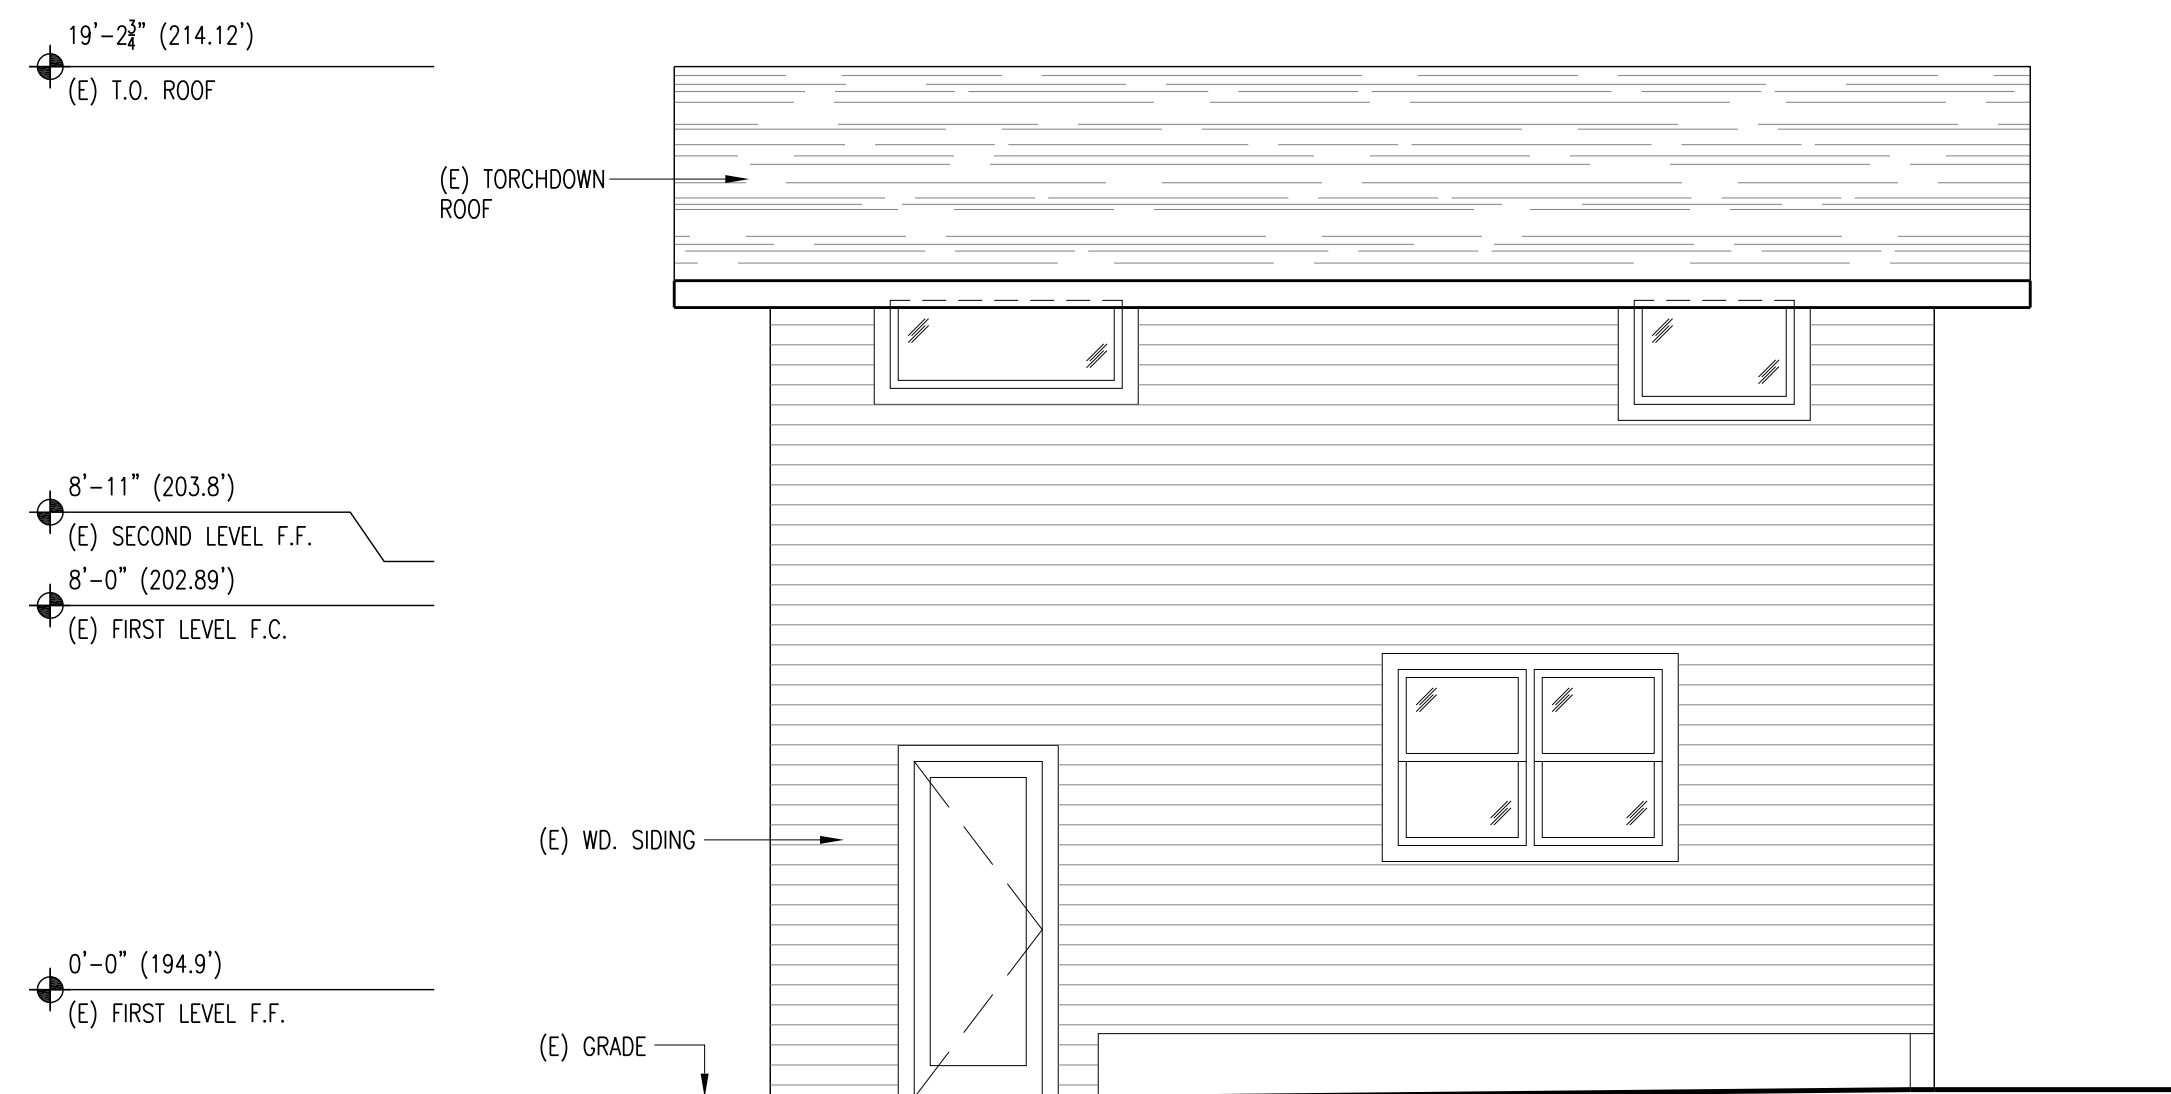 19'-2¾" (214.12')
(E) T.O. ROOF
(E) TORCHDOWN
ROOF
8'-11" (203.8')
(E) SECOND LEVEL F.F.
8'-0" (202.89')
(E) FIRST LEVEL F.C.
(E) WD. SIDING
0'-0" (194.9')
(E) FIRST LEVEL F.F.
(E) GRADE